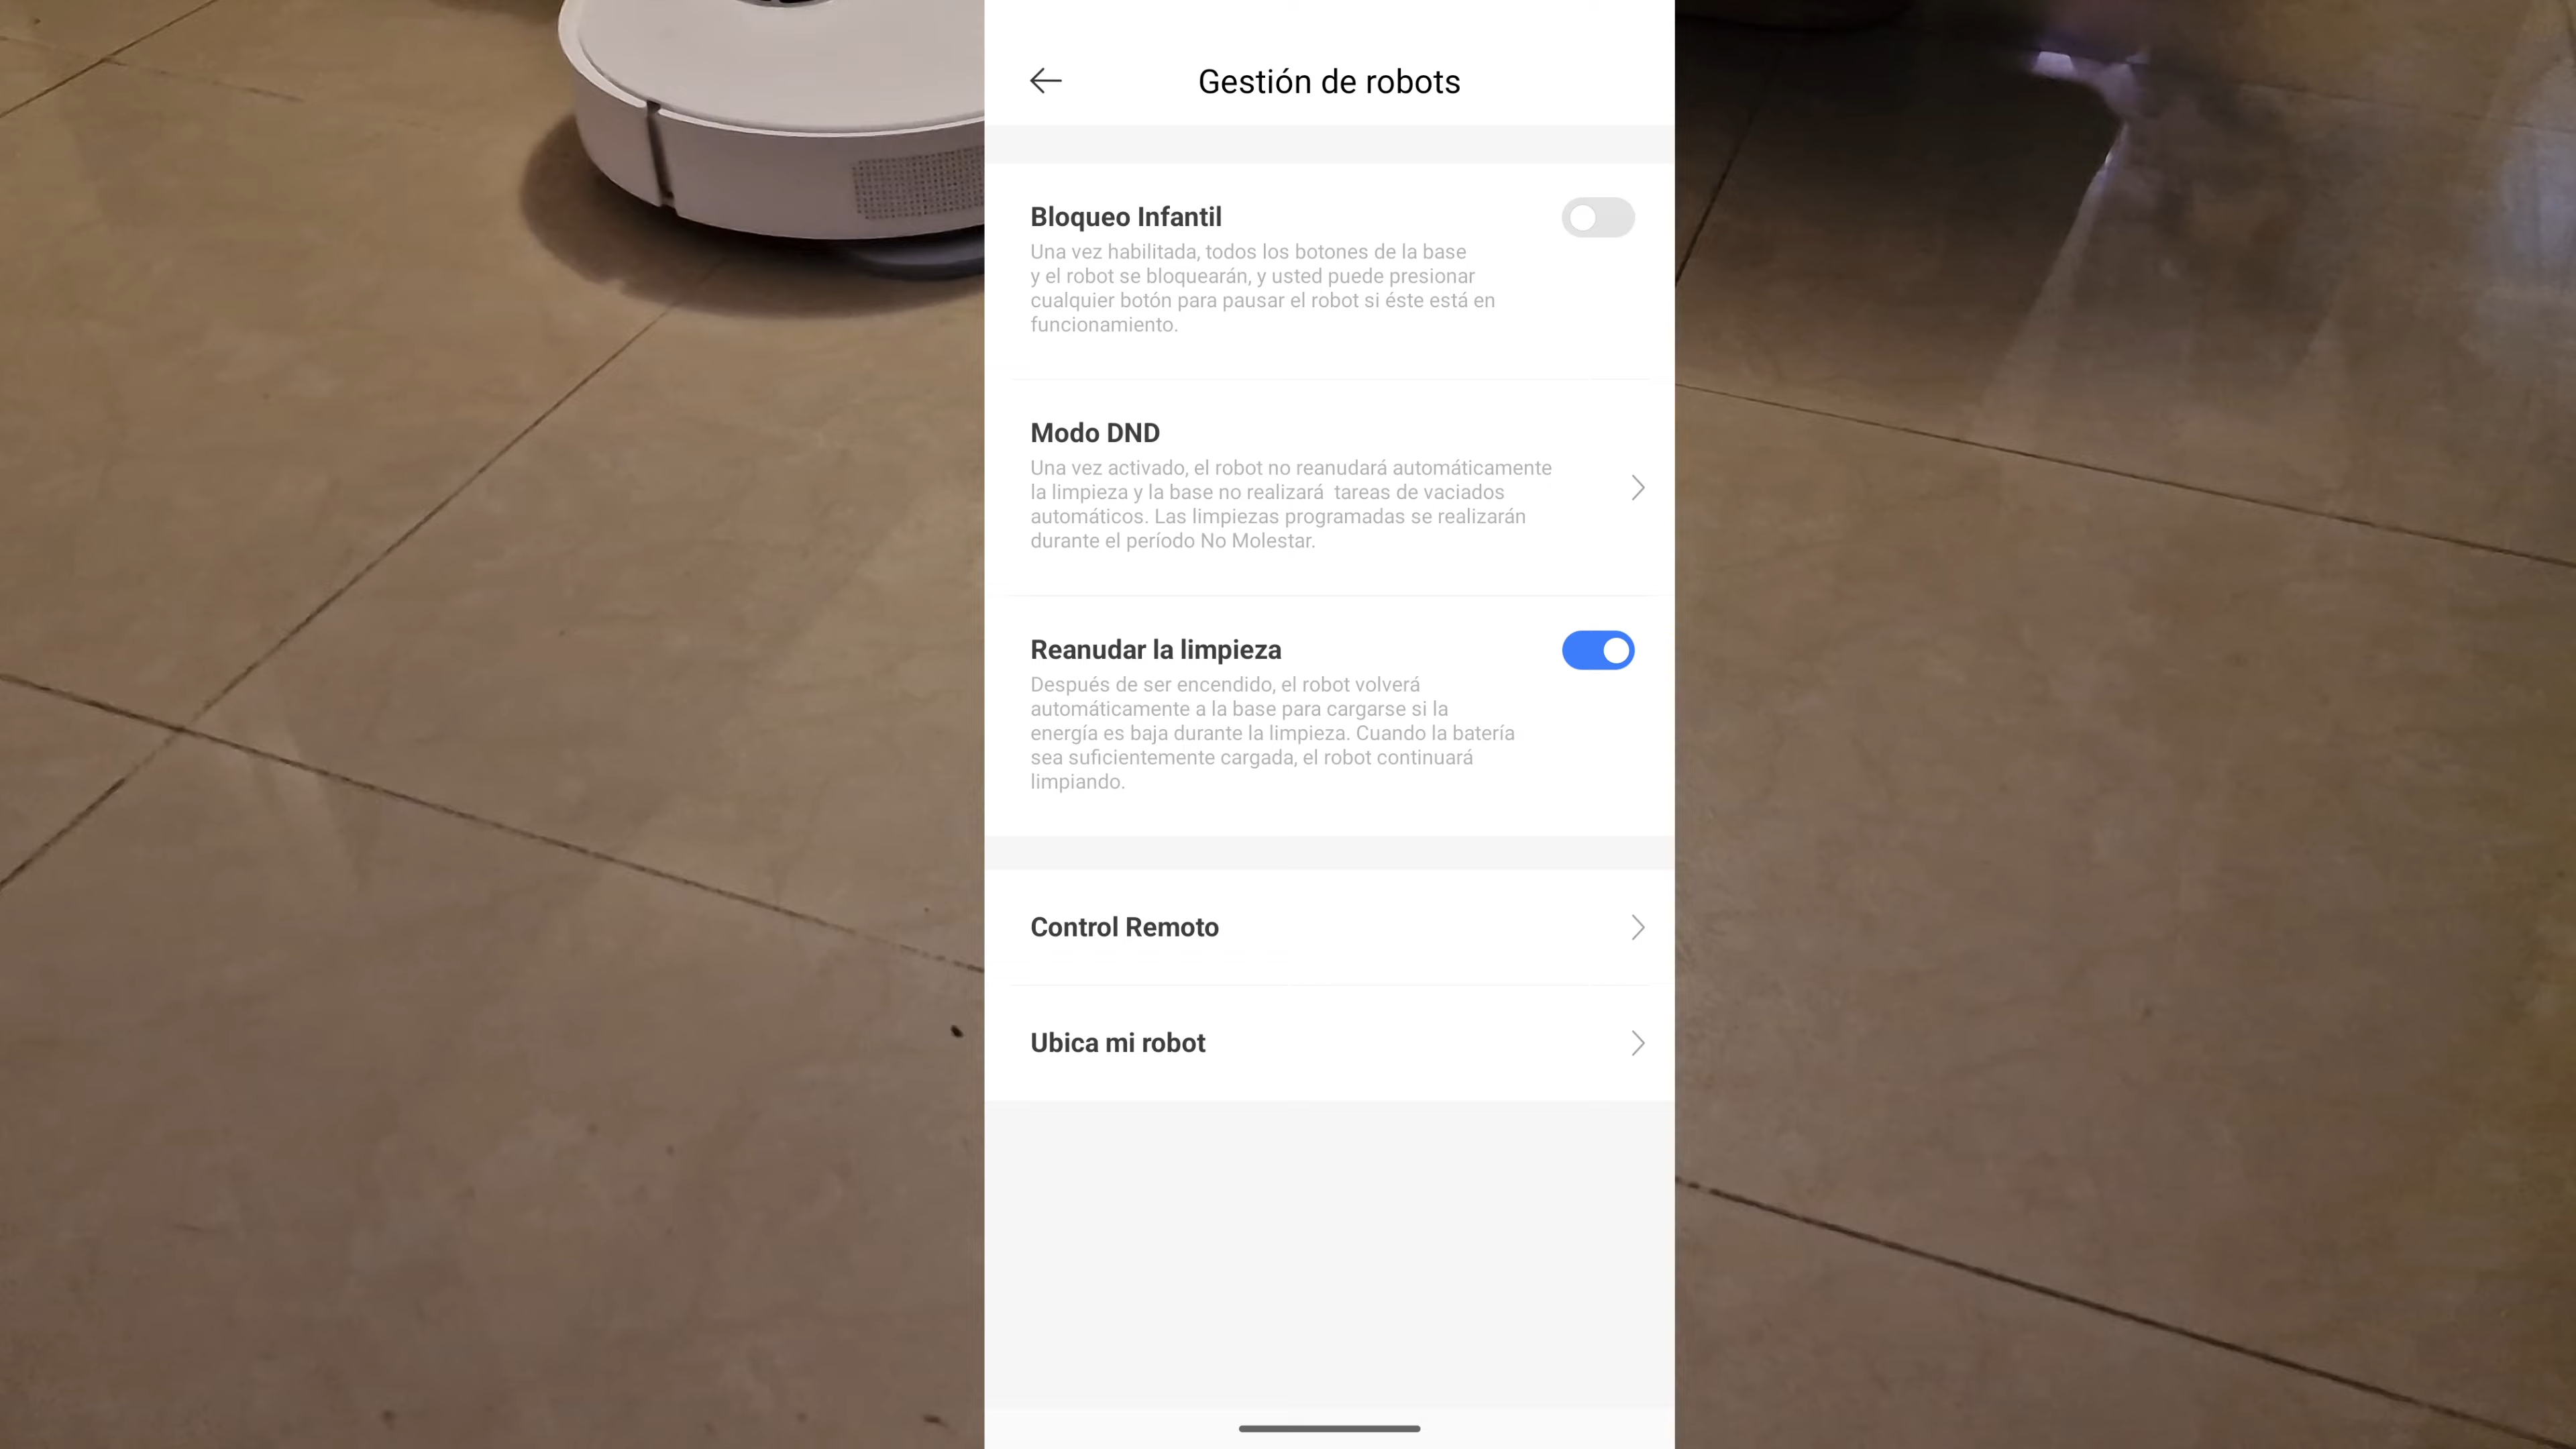 Gestión de robots
Bloqueo Infantil
Una vez habilitada, todos los botones de la base
y el robot se bloquearán, y usted puede presionar
cualquier botón para pausar el robot si éste está en
funcionamiento.
Modo DND
Una vez activado, el robot no reanudará automáticamente
la limpieza y la base no realizará  tareas de vaciados
automáticos. Las limpiezas programadas se realizarán
durante el período No Molestar.
Reanudar la limpieza
Después de ser encendido, el robot volverá
automáticamente a la base para cargarse si la
energía es baja durante la limpieza. Cuando la batería
sea suficientemente cargada, el robot continuará
limpiando.
Control Remoto
Ubica mi robot